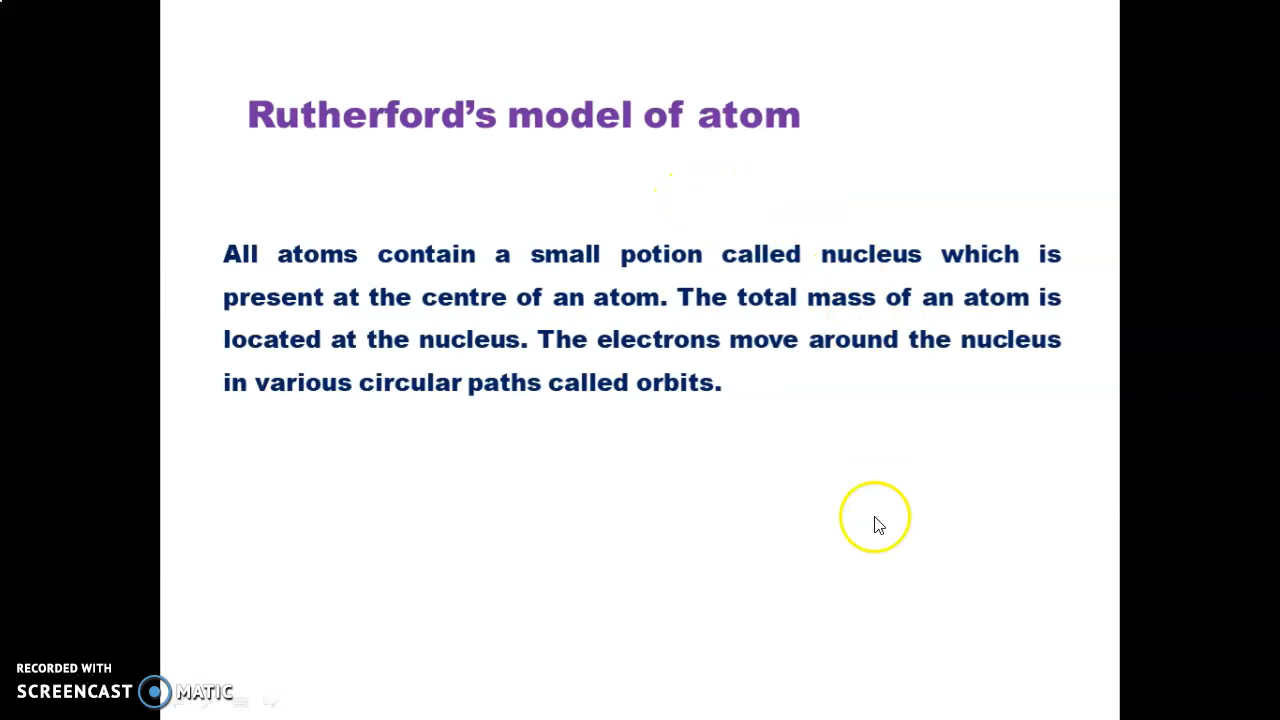 Rutherford’s model of atom
All atoms contain a small potion called nucleus which is
present at the centre of an atom. The total mass of an atom is
located at the nucleus. The electrons move around the nucleus
in various circular paths called orbits.
RECORDED WITH
SCREENCAST MATIC